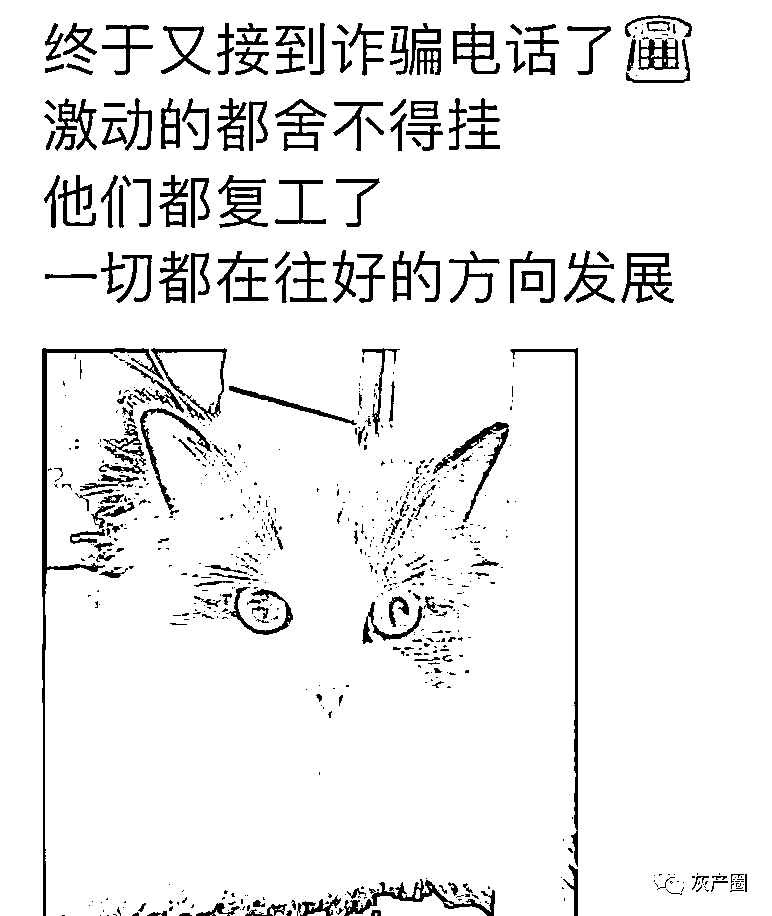 终于又接到诈骗电话了☎️
激动的都舍不得挂
他们都复工了
一切都在往好的方向发展
灰产圈